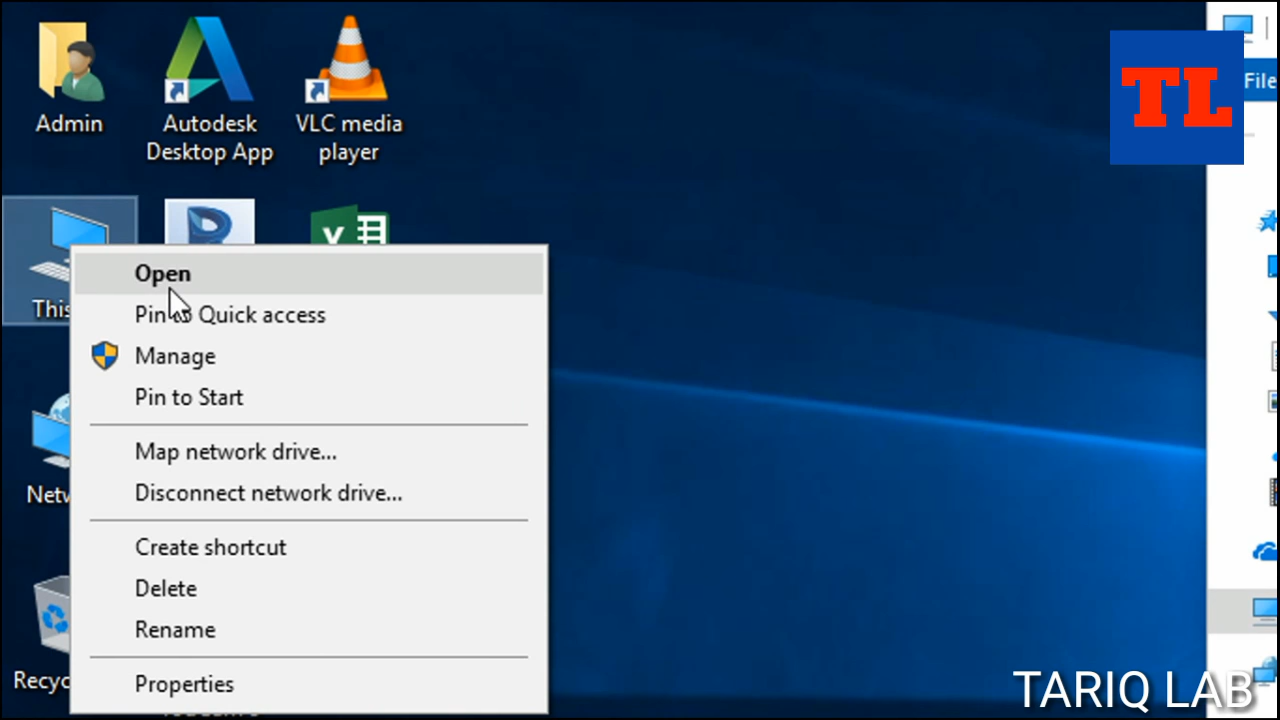 Admin
Autodesk
Desktop App
VLC media
player
TL
File
This
Open
Pin to Quick access
Manage
Pin to Start
Map network drive...
Disconnect network drive...
Create shortcut
Delete
Rename
Properties
TARIQ LAB